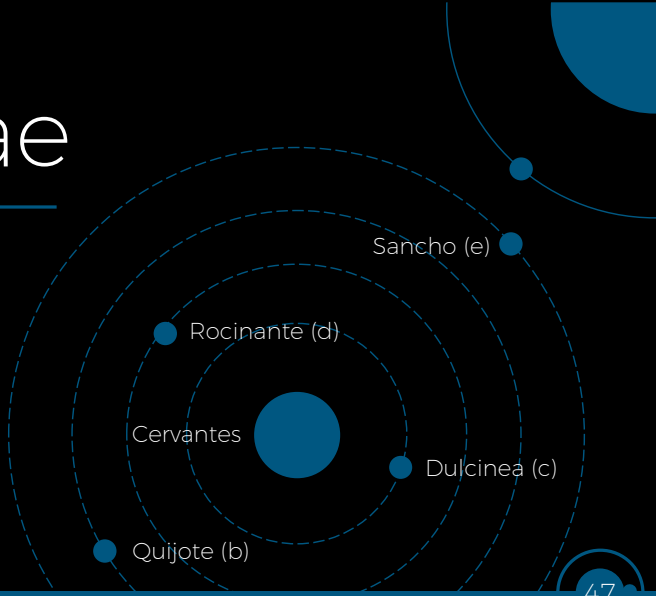 ae
Sancho (e)
Rocinante (d)
Cervantes
Dulcinea (c)
Quijote (b)
47